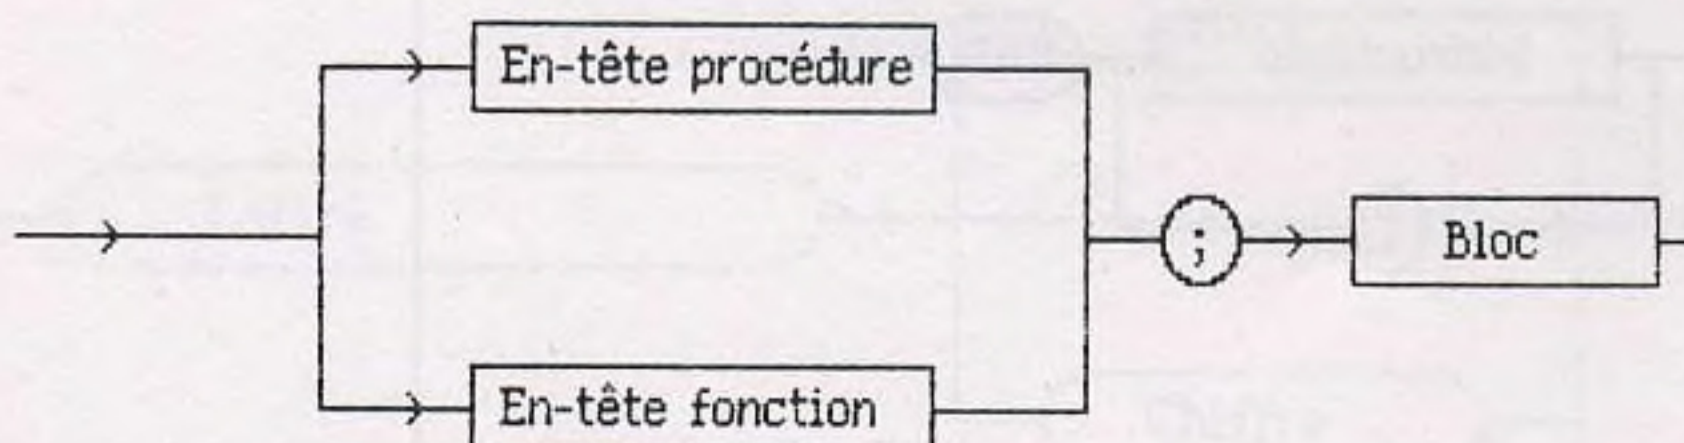 En-tête procédure
;
Bloc
En-tête fonction